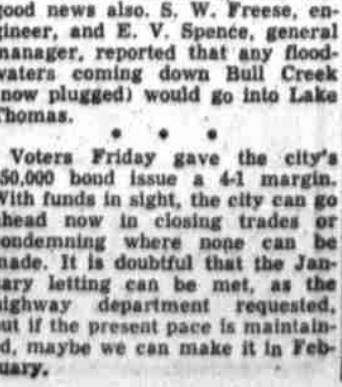 good news also. S. W. Freese, en-
gineer, and E. V. Spence, general
manager, reported that any flood-
waters coming down Bull Creek
(now plugged) would go into Lake
Thomas.
• • •
Voters Friday gave the city's
50,000 bond issue a 4-1 margin.
With funds in sight, the city can go
ahead now in closing trades or
condemning where none can be
made. It is doubtful that the Jan-
uary letting can be met, as the
highway department requested,
but if the present pace is maintain-
ed, maybe we can make it in Feb-
ruary.